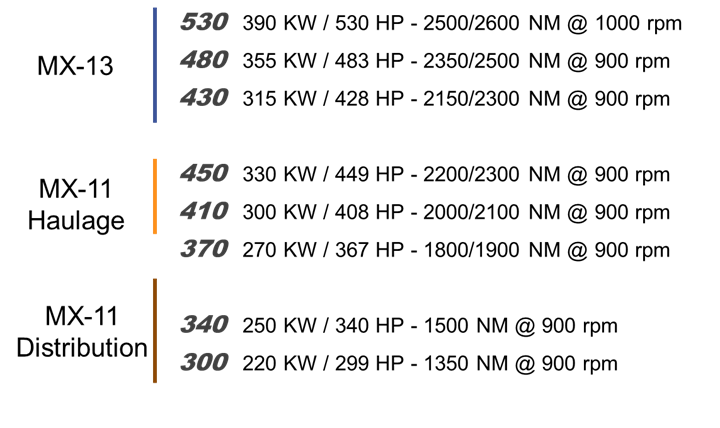 530 390 KW / 530 HP - 2500/2600 NM @ 1000 rpm
MX-13
480 355 KW / 483 HP - 2350/2500 NM @ 900 rpm
430 315 KW / 428 HP - 2150/2300 NM @ 900 rpm
MX-11
Haulage
450 330 KW / 449 HP - 2200/2300 NM @ 900 rpm
410 300 KW / 408 HP - 2000/2100 NM @ 900 rpm
370 270 KW / 367 HP - 1800/1900 NM @ 900 rpm
MX-11
Distribution
340 250 KW / 340 HP - 1500 NM @ 900 rpm
300 220 KW / 299 HP - 1350 NM @ 900 rpm